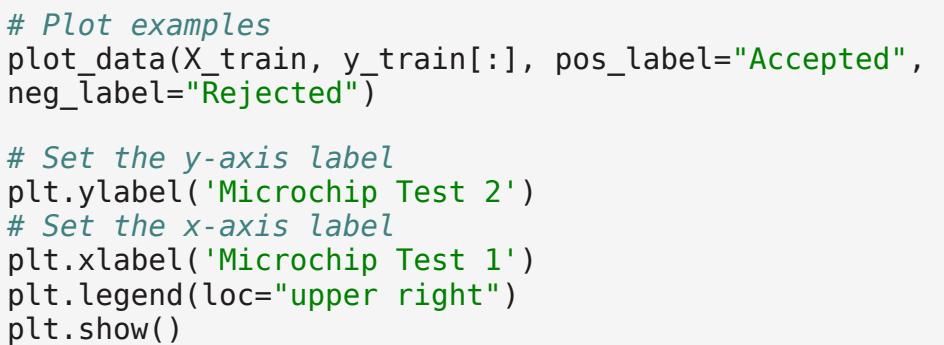 # Plot examples
plot_data(X_train, y_train[:], pos_label="Accepted",
neg_label="Rejected")
# Set the y-axis label
plt.ylabel('Microchip Test 2')
# Set the x-axis label
plt.xlabel('Microchip Test 1')
plt.legend(loc="upper right")
plt.show()